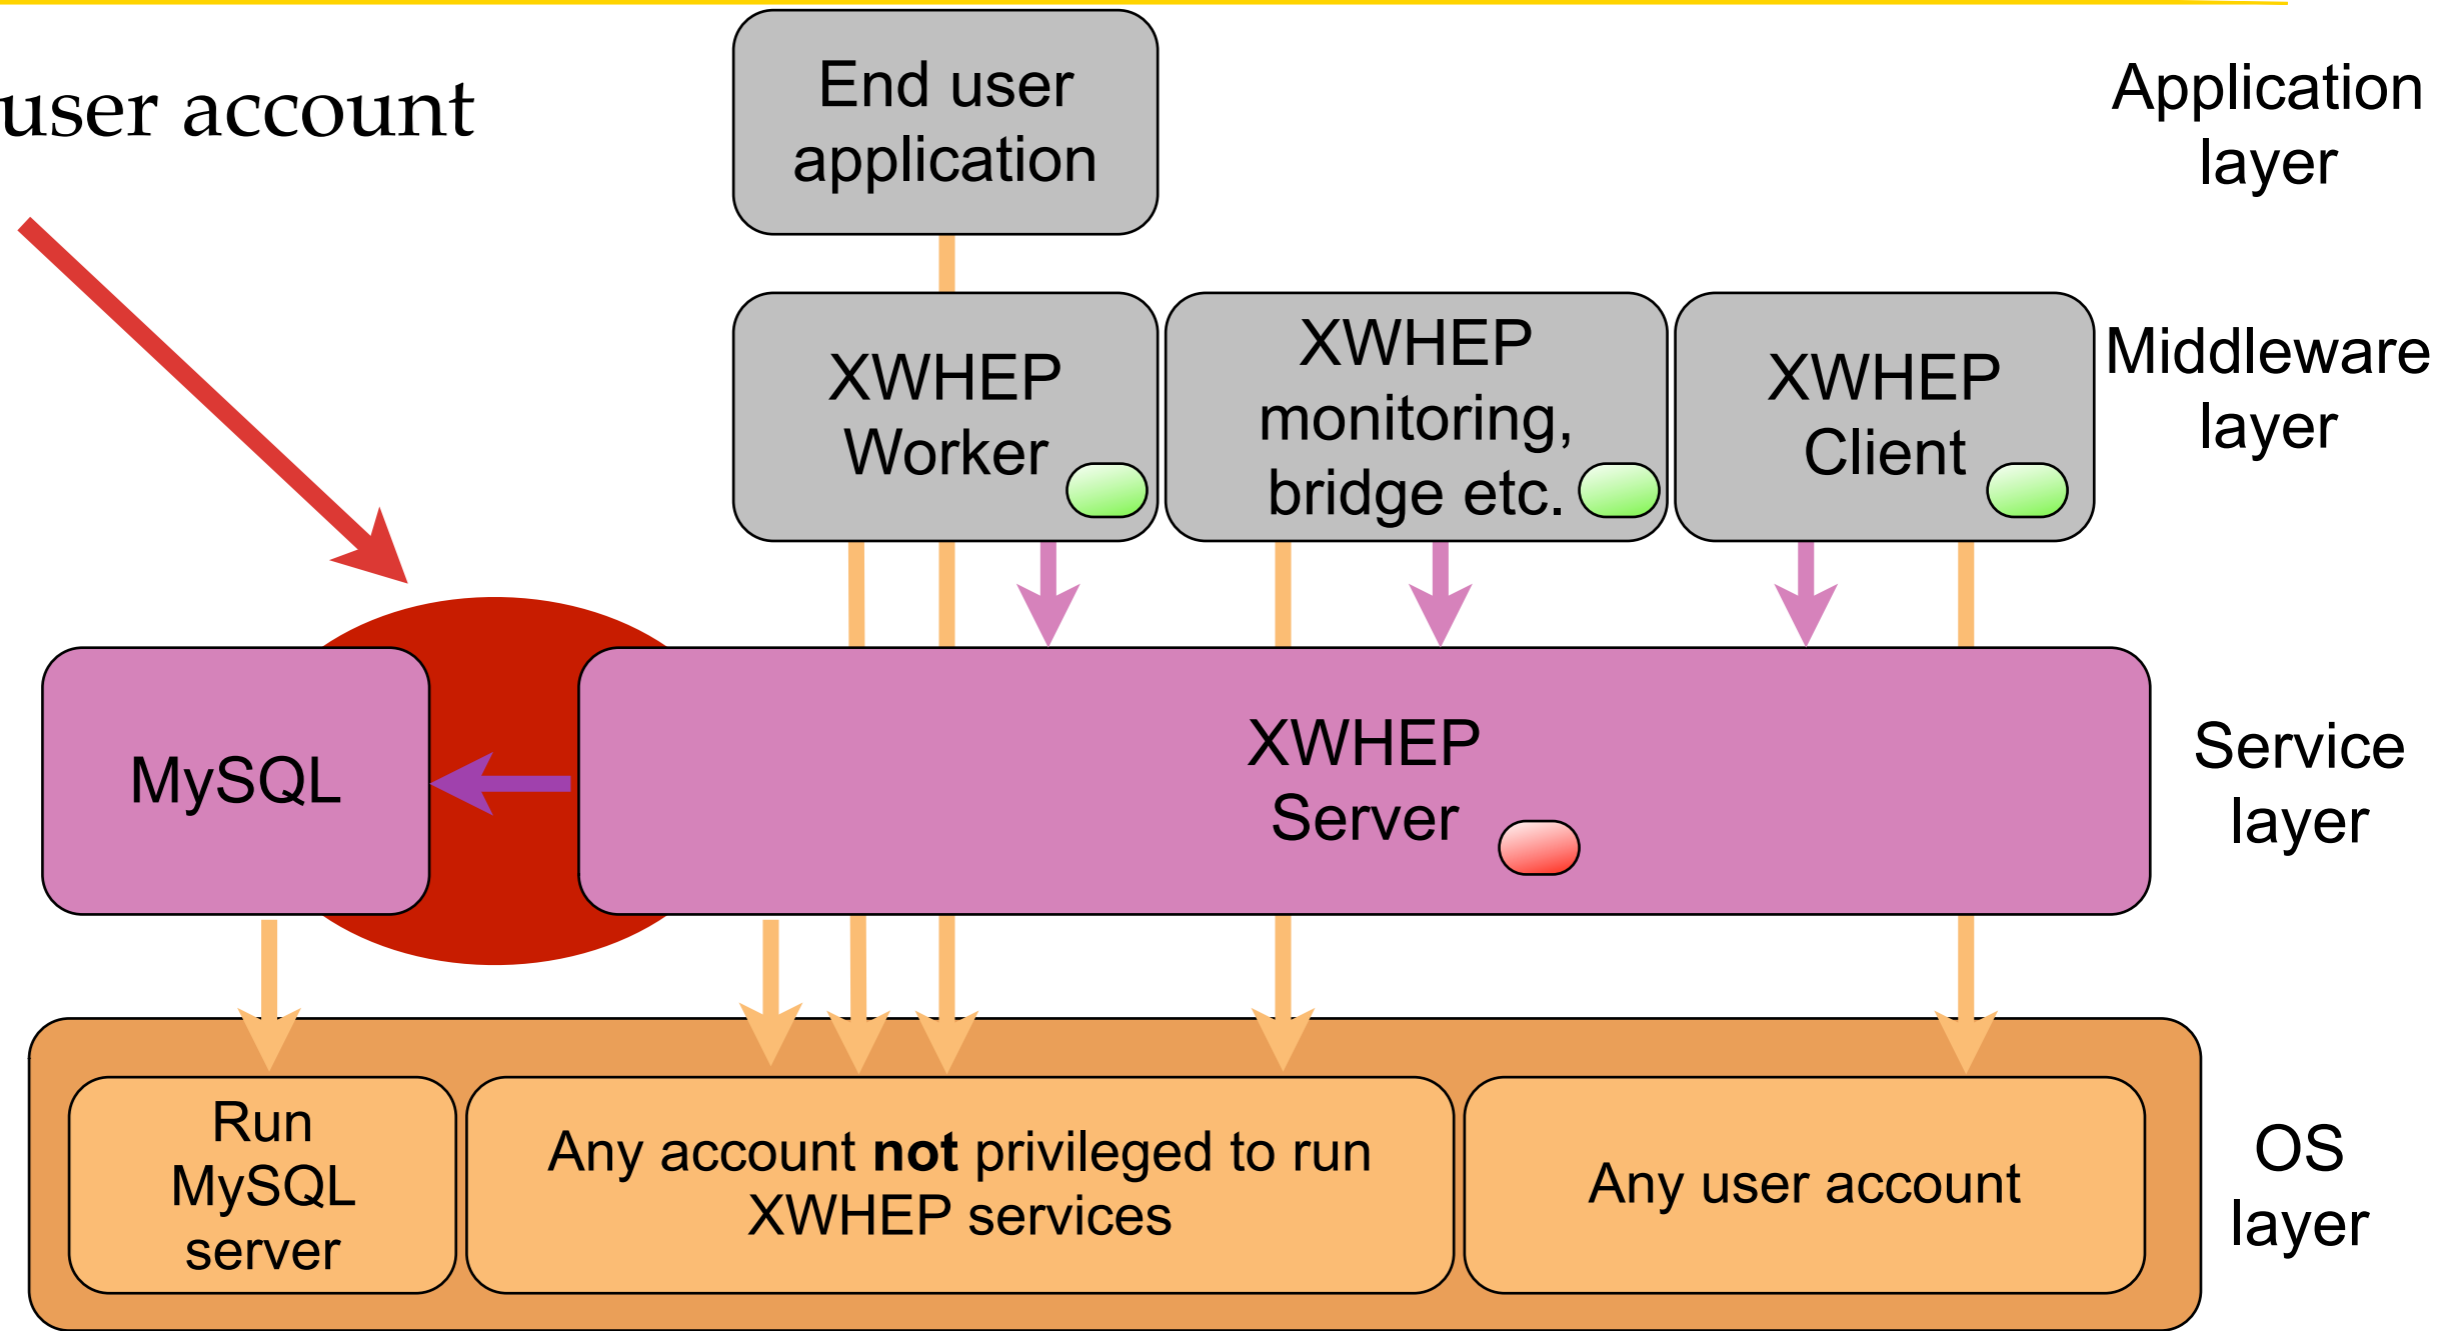 user account
End user
application
Application
layer
XWHEP
Worker
XWHEP
monitoring,
bridge etc.
XWHEP
Client
Middleware
layer
MySQL
XWHEP
Server
Service
layer
Run
MySQL
server
Any account not privileged to run
XWHEP services
Any user account
OS
layer